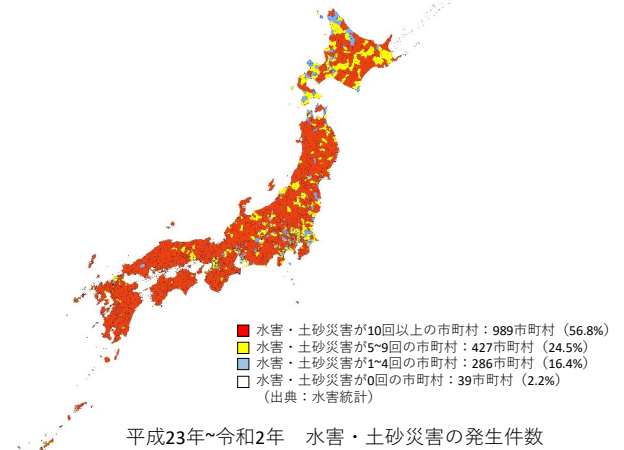 水害・土砂災害が10回以上の市町村：989市町村（56.8%）
水害・土砂災害が5~9回の市町村：427市町村（24.5%）
水害・土砂災害が1~4回の市町村：286市町村（16.4%）
水害・土砂災害が0回の市町村：39市町村（2.2%）
（出典：水害統計）
平成23年~令和2年　水害・土砂災害の発生件数